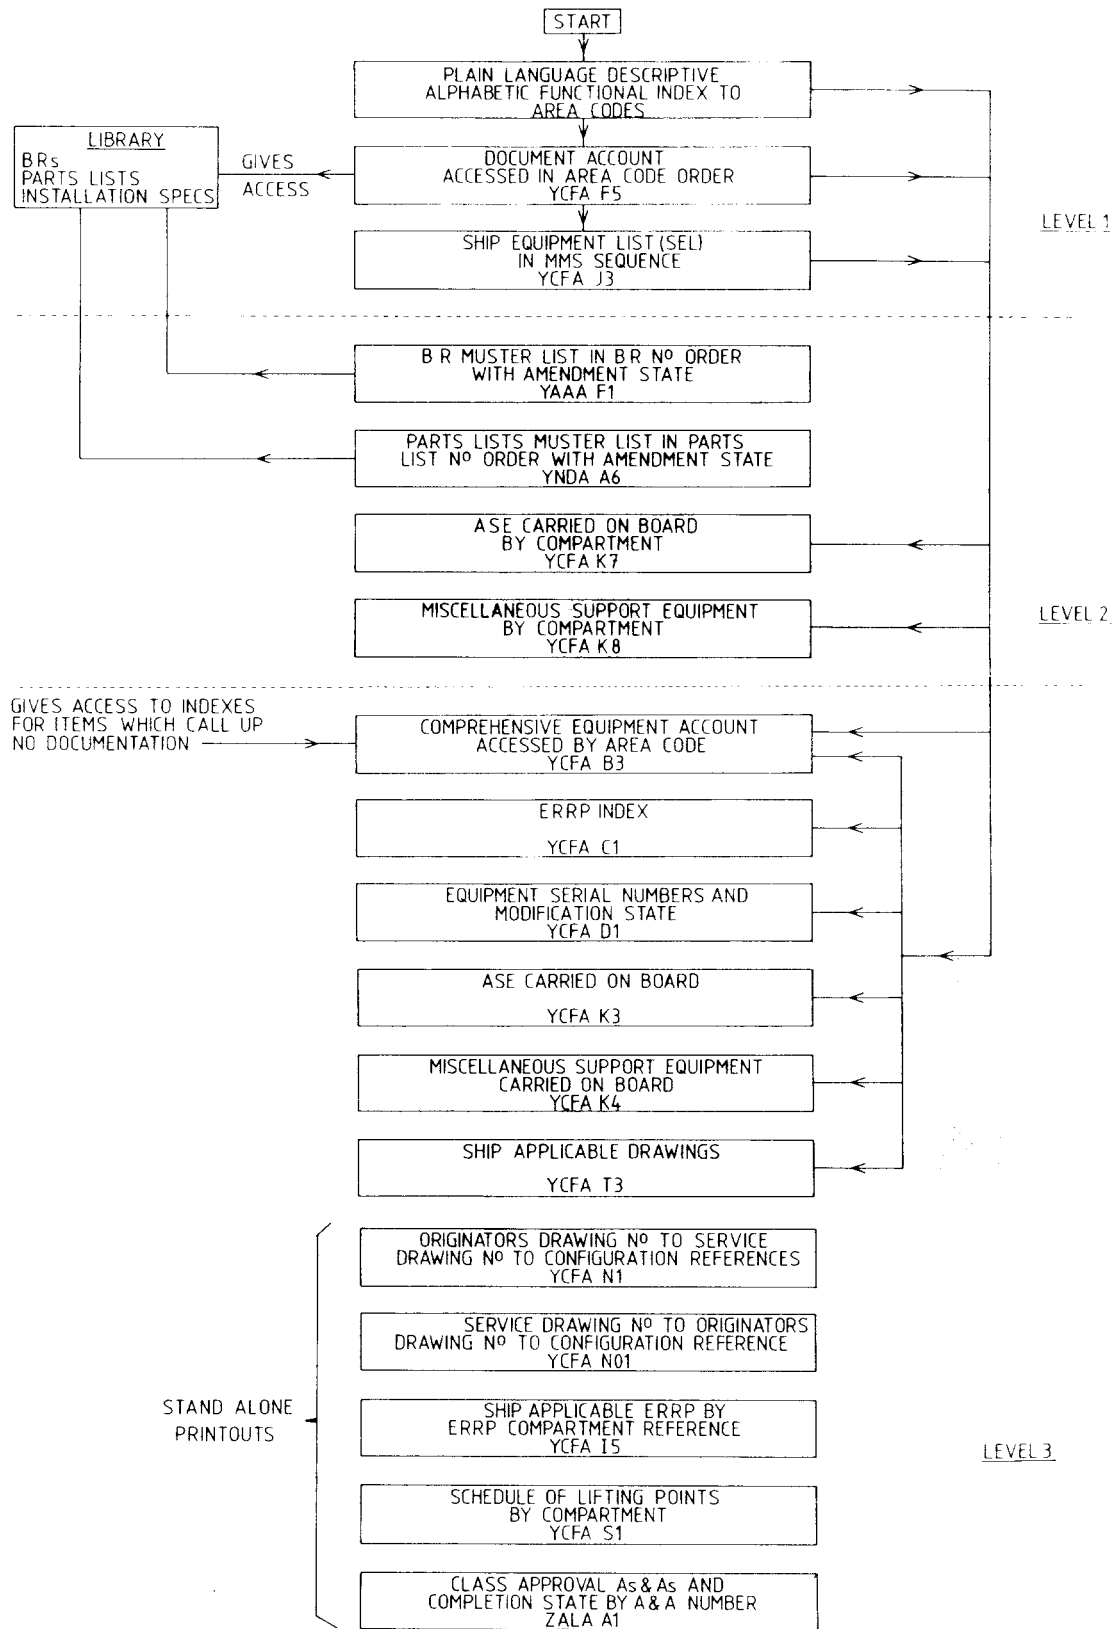 START
PLAIN LANGUAGE DESCRIPTIVE
ALPHABETIC FUNCTIONAL INDEX TO
AREA CODES
LIBRARY
BRs
PARTS LISTS
INSTALLATION SPECS
GIVES
ACCESS
DOCUMENT ACCOUNT
ACCESSED IN AREA CODE ORDER
YCFA F5
LEVEL 1
SHIP EQUIPMENT LIST (SEL)
IN MMS SEQUENCE
YCFA J3
B R MUSTER LIST IN BR Nº ORDER
WITH AMENDMENT STATE
YAAA F1
PARTS LISTS MUSTER LIST IN PARTS
LIST Nº ORDER WITH AMENDMENT STATE
YNDA A6
ASE CARRIED ON BOARD
BY COMPARTMENT
YCFA K7
MISCELLANEOUS SUPPORT EQUIPMENT
BY COMPARTMENT
YCFA K8
LEVEL 2
GIVES ACCESS TO INDEXES
FOR ITEMS WHICH CALL UP
NO DOCUMENTATION
COMPREHENSIVE EQUIPMENT ACCOUNT
ACCESSED BY AREA CODE
YCFA B3
ERRP INDEX
YCFA C1
EQUIPMENT SERIAL NUMBERS AND
MODIFICATION STATE
YCFA D1
ASE CARRIED ON BOARD
YCFA K3
MISCELLANEOUS SUPPORT EQUIPMENT
CARRIED ON BOARD
YCFA K4
SHIP APPLICABLE DRAWINGS
YCFA T3
ORIGINATORS DRAWING Nº TO SERVICE
DRAWING Nº TO CONFIGURATION REFERENCES
YCFA N1
SERVICE DRAWING Nº TO ORIGINATORS
DRAWING Nº TO CONFIGURATION REFERENCE
YCFA N01
STAND ALONE
PRINTOUTS
SHIP APPLICABLE ERRP BY
ERRP COMPARTMENT REFERENCE
YCFA I5
LEVEL 3
SCHEDULE OF LIFTING POINTS
BY COMPARTMENT
YCFA S1
CLASS APPROVAL As & As AND
COMPLETION STATE BY A & A NUMBER
ZALA A1